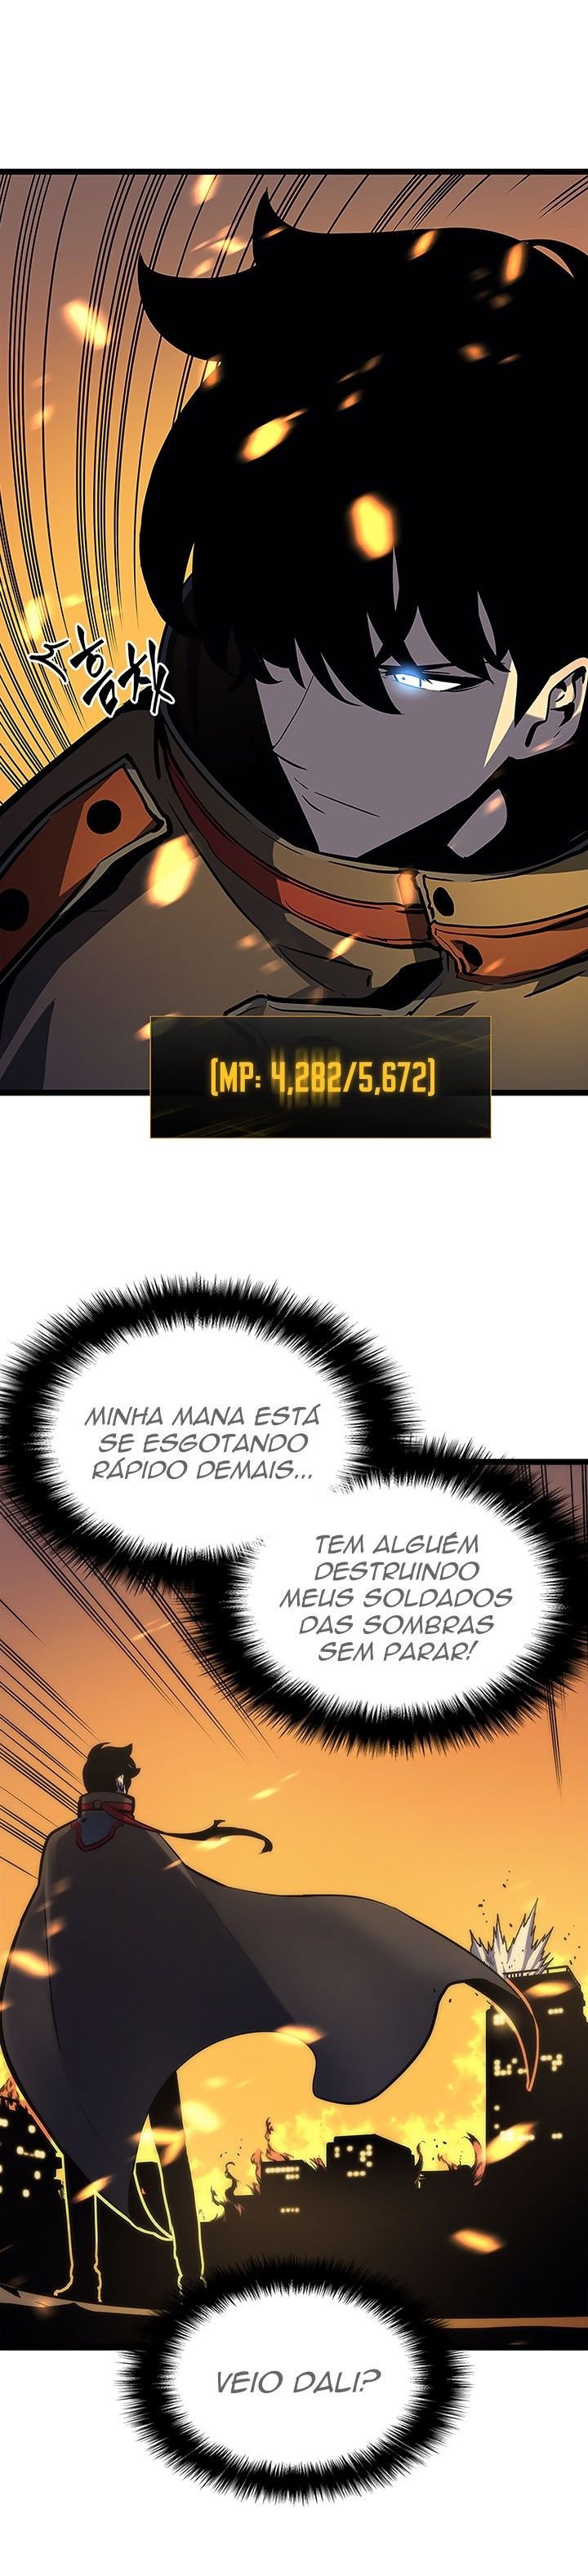 흠칫
(MP: 4,282/5,672)
MINHA MANA ESTÁ
SE ESGOTANDO
RÁPIDO DEMAIS...
TEM ALGUÉM
DESTRUINDO
MEUS SOLDADOS
DAS SOMBRAS
SEM PARAR!
VEIO DALI?